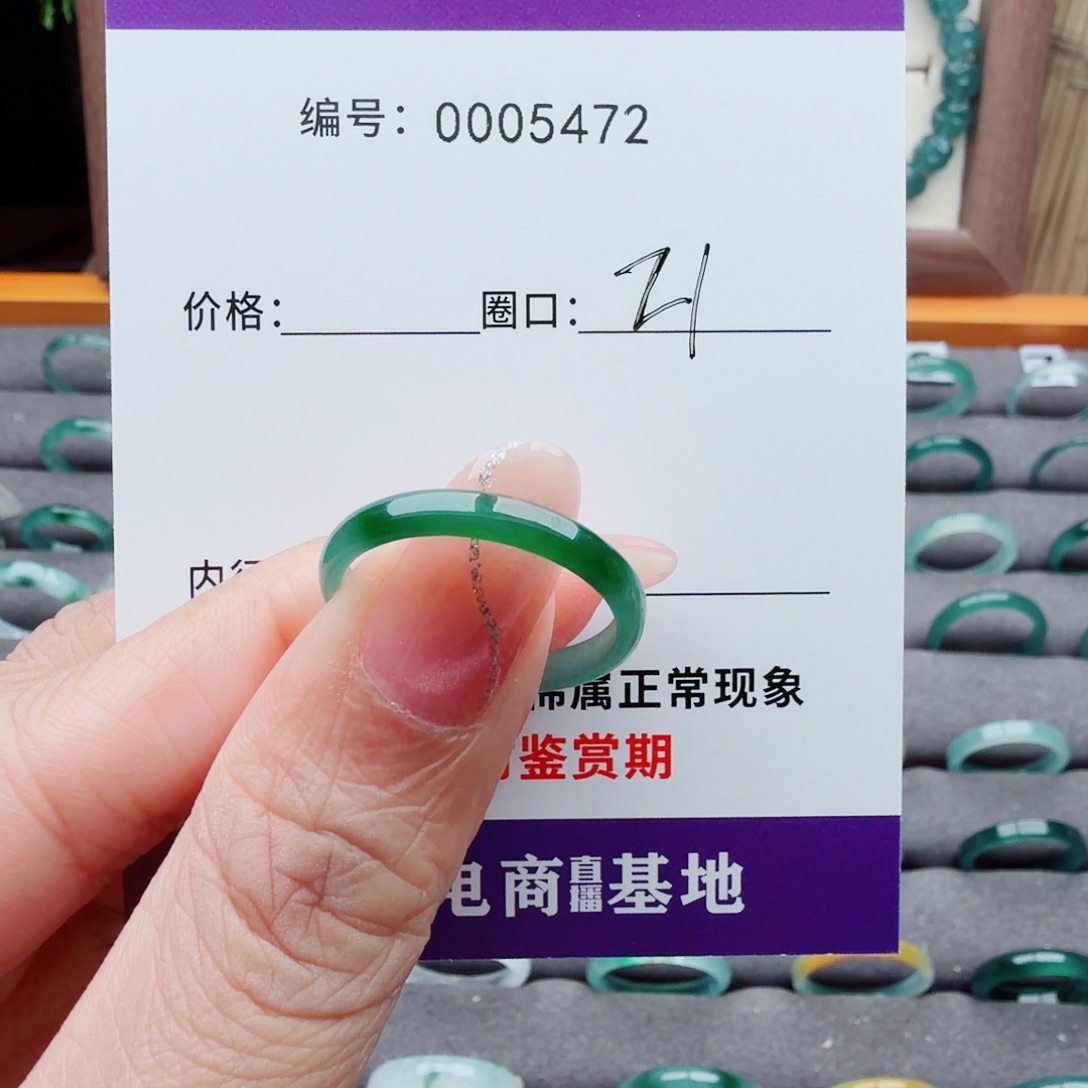 编号：0005472
价格： 圈口：21
内径
属正常现象
鉴赏期
电商直播基地